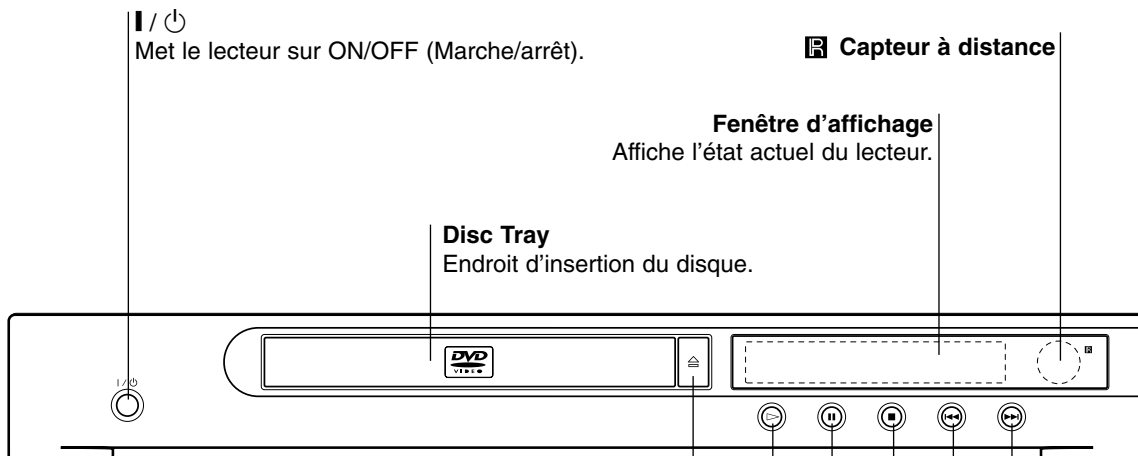 I / ⏻
Met le lecteur sur ON/OFF (Marche/arrêt).
R Capteur à distance
Fenêtre d’affichage
Affiche l’état actuel du lecteur.
Disc Tray
Endroit d’insertion du disque.
DVD
VIDEO
R
I / ⏻